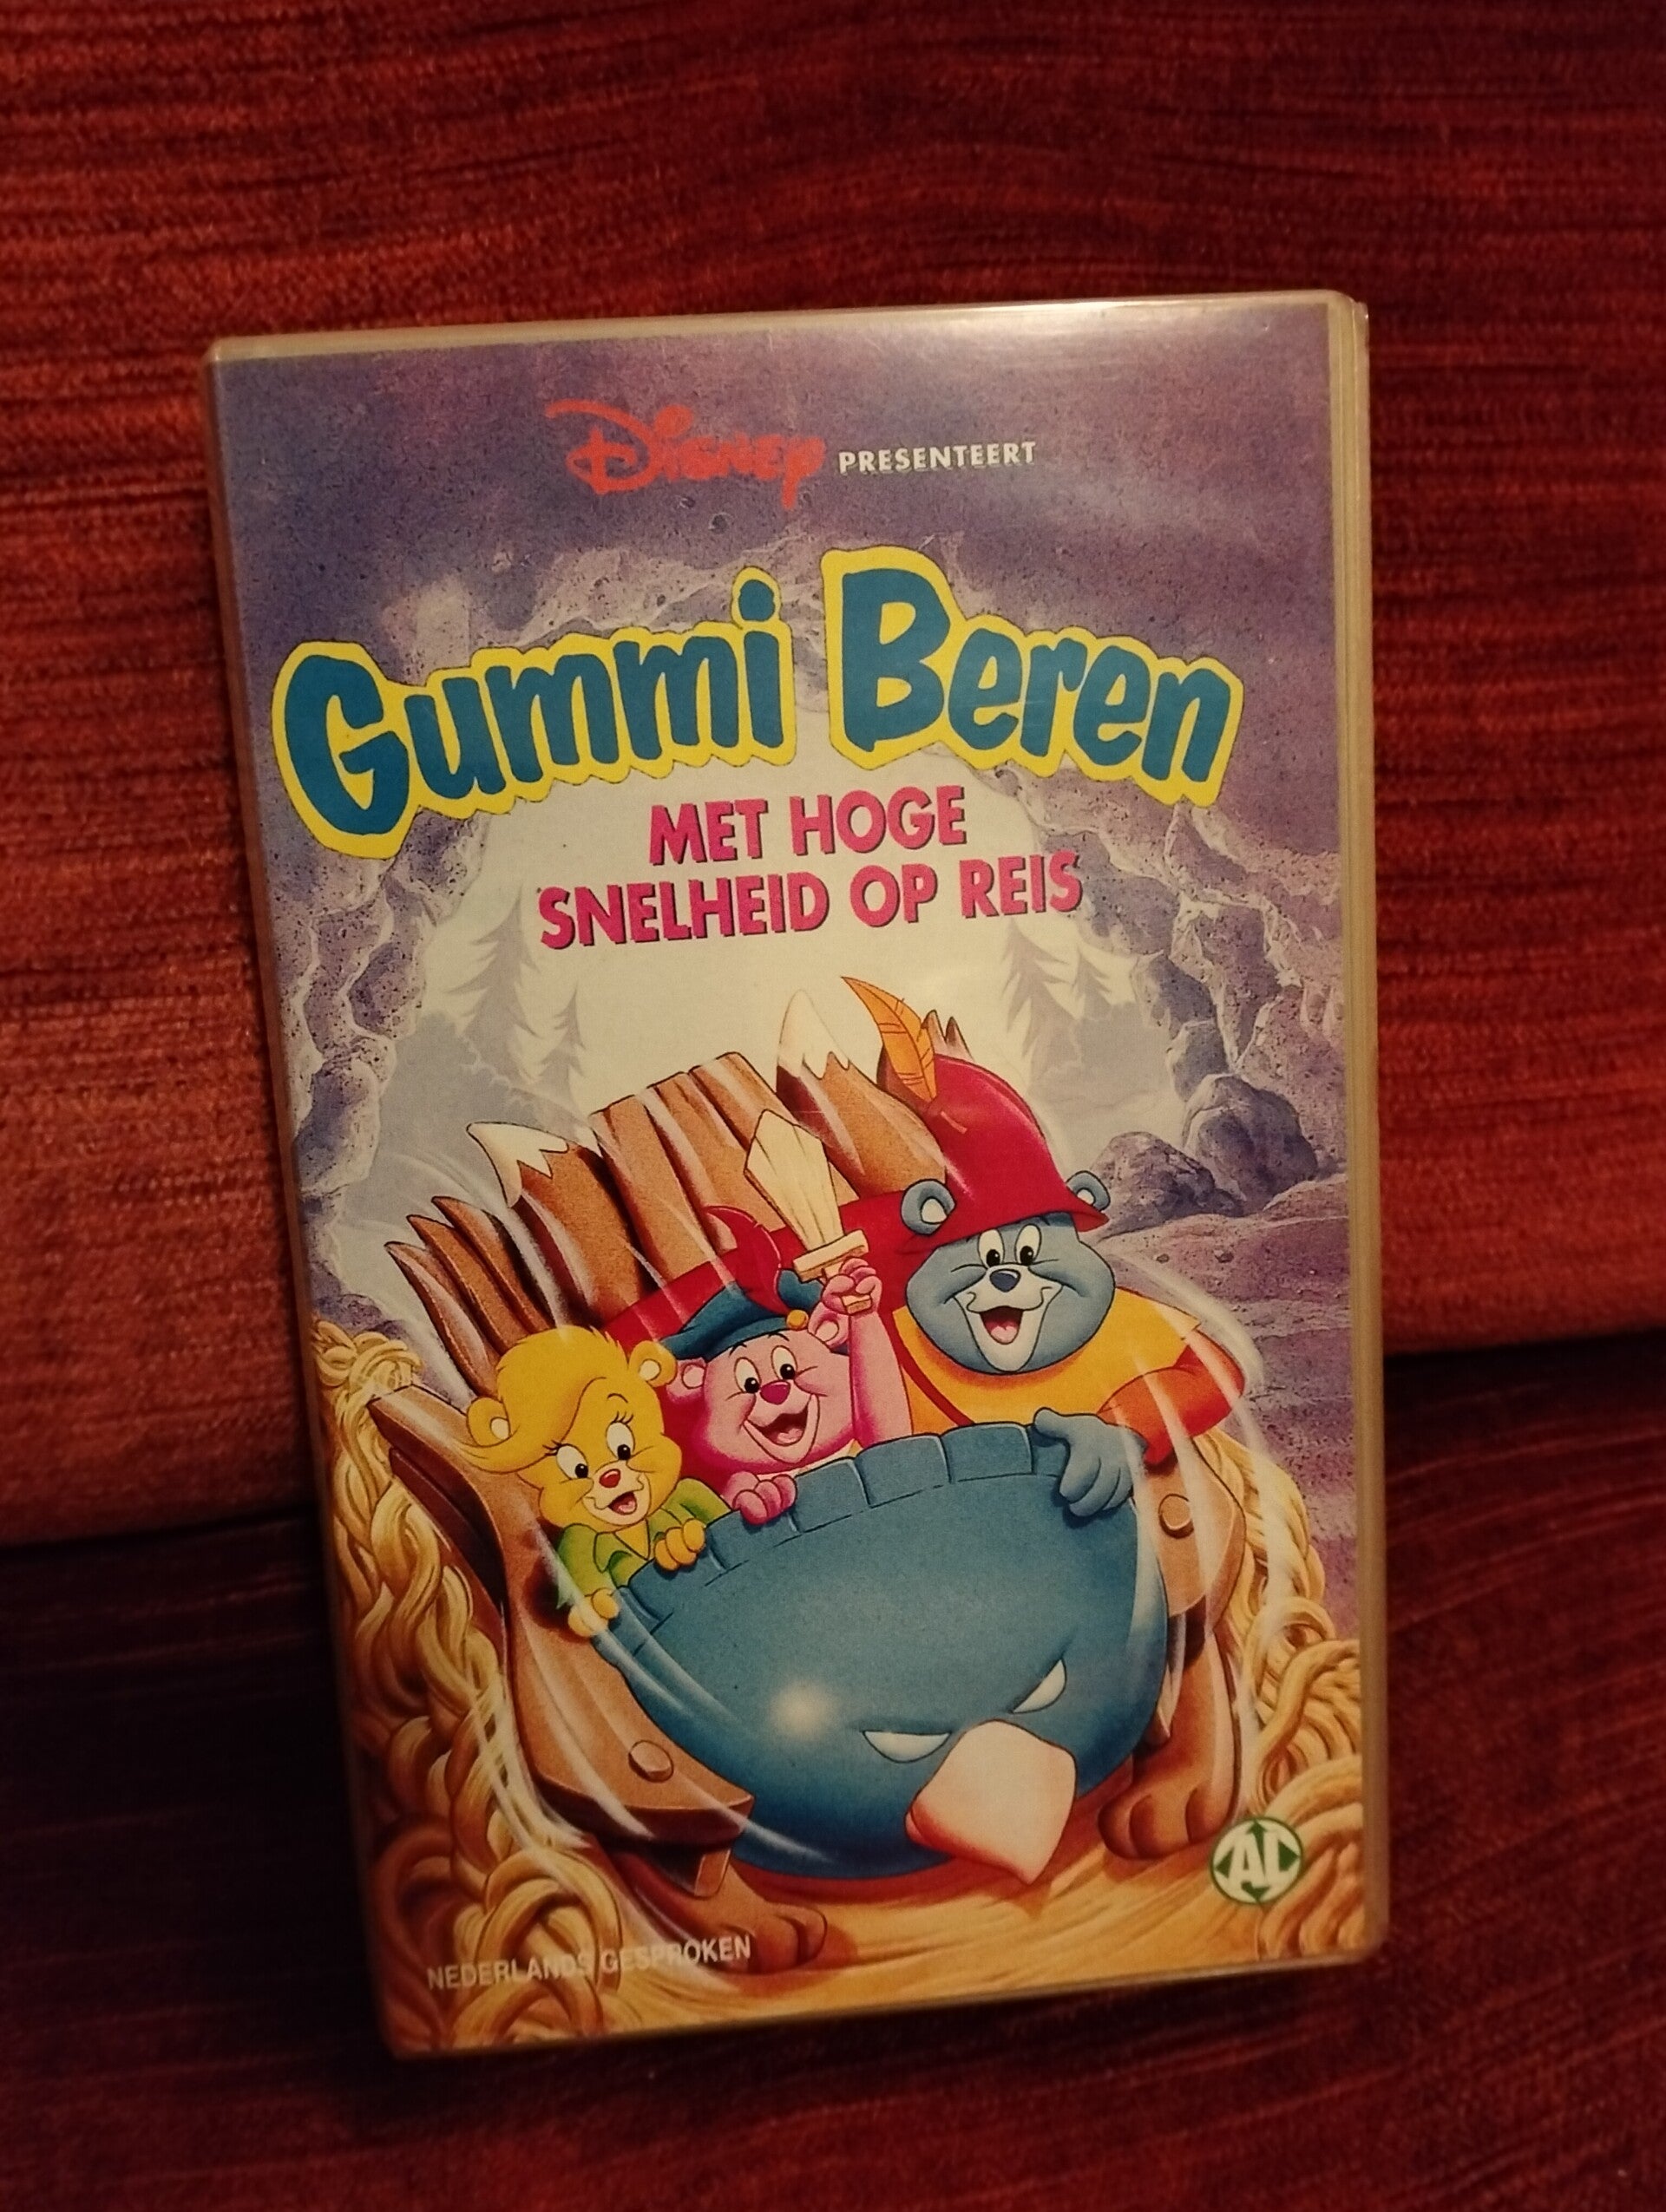 Disney PRESENTEERT
Gummi Beren
MET HOGE
SNELHEID OP REIS
AL
NEDERLANDS GESPROKEN